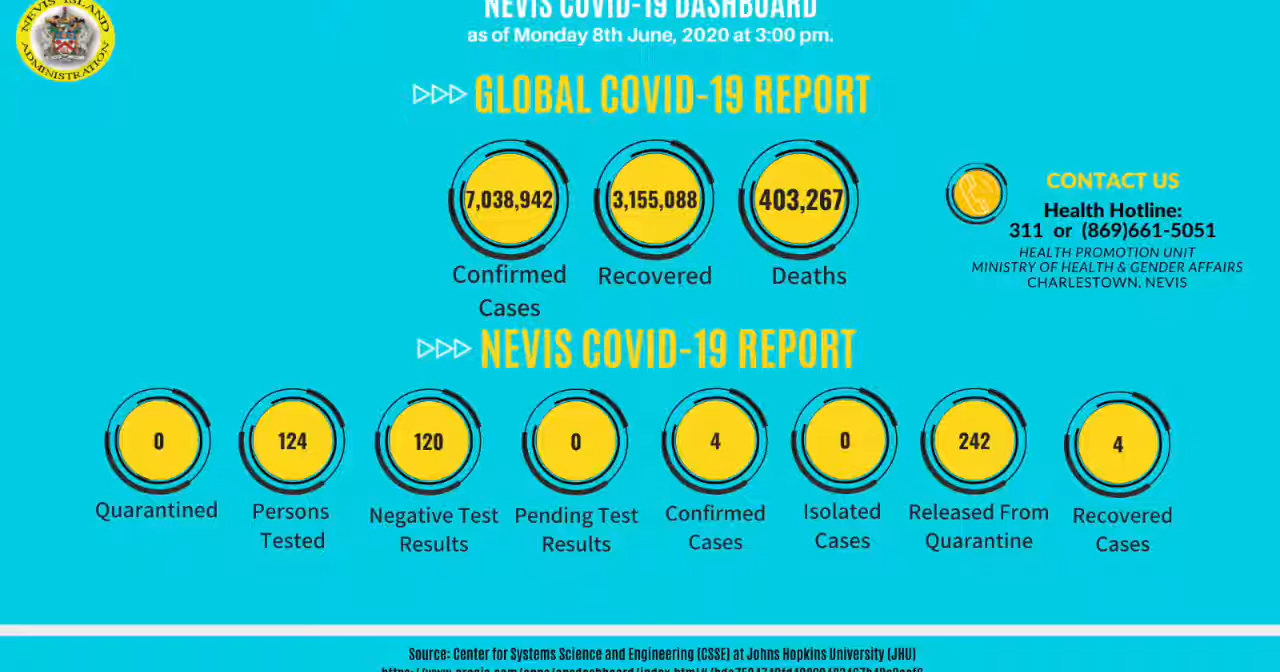 NEVIS ISLAND
ADMINISTRATION
NEVIS COVID-19 DASHBOARD
as of Monday 8th June, 2020 at 3:00 pm.
GLOBAL COVID-19 REPORT
7,038,942
3,155,088
403,267
Confirmed
Cases
Recovered
Deaths
CONTACT US
Health Hotline:
311 or (869)661-5051
HEALTH PROMOTION UNIT
MINISTRY OF HEALTH & GENDER AFFAIRS
CHARLESTOWN, NEVIS
NEVIS COVID-19 REPORT
0
124
120
0
4
0
242
4
Quarantined
Persons
Tested
Negative Test
Results
Pending Test
Results
Confirmed
Cases
Isolated
Cases
Released From
Quarantine
Recovered
Cases
Source: Center for Systems Science and Engineering (CSSE) at Johns Hopkins University (JHU)